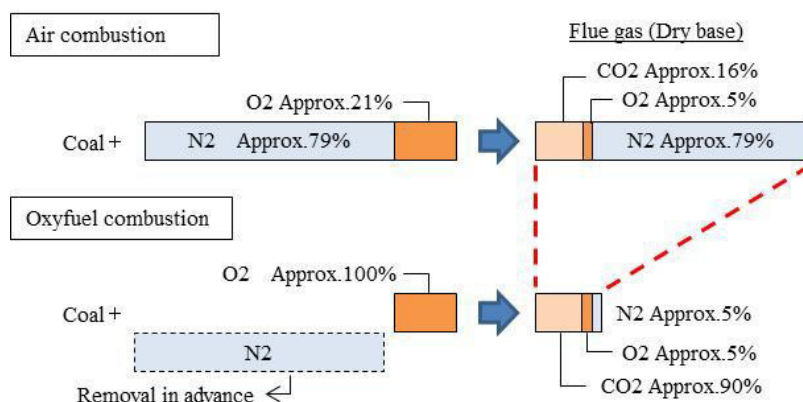 Air combustion
Flue gas (Dry base)
CO2 Approx.16%
O2 Approx.21%
O2 Approx.5%
Coal +
N2 Approx.79%
N2 Approx.79%
Oxyfuel combustion
O2 Approx.100%
Coal +
N2 Approx.5%
N2
O2 Approx.5%
Removal in advance
CO2 Approx.90%